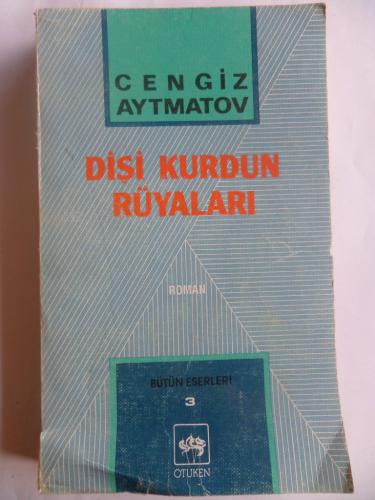 CENGİZ
AYTMATOV
DİŞİ KURDUN
RÜYALARI
ROMAN
BÜTÜN ESERLERİ
3
ÖTÜKEN